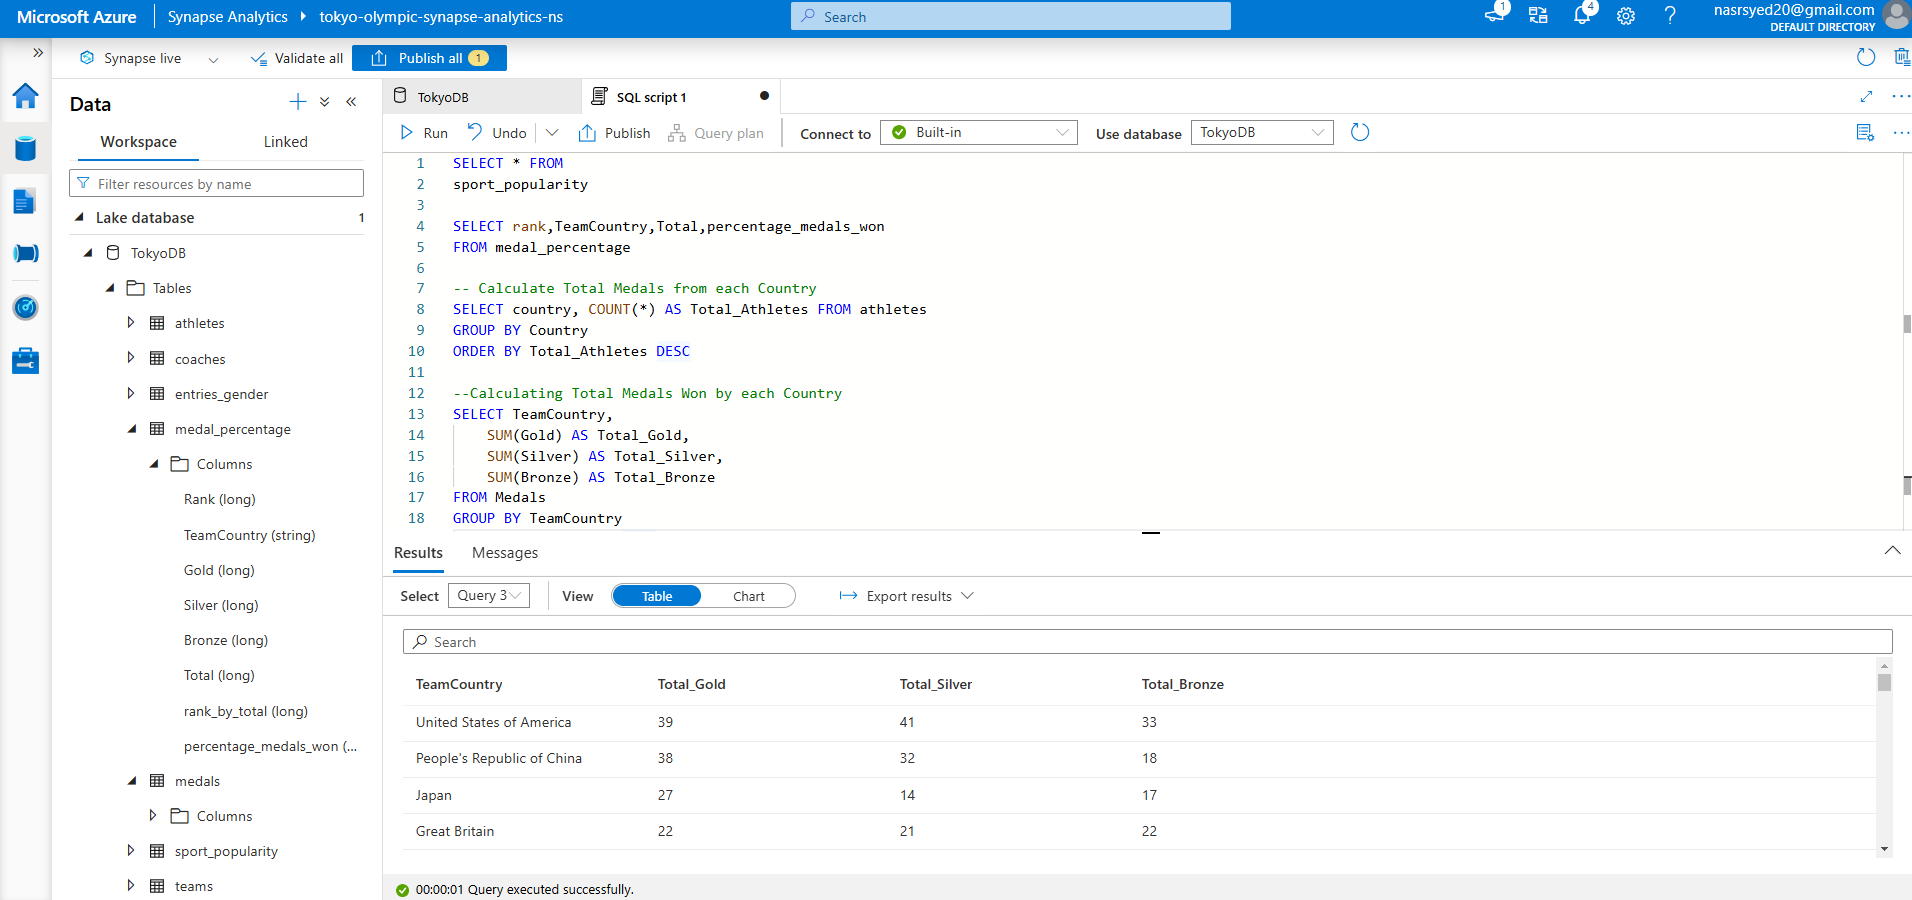 Microsoft Azure
Synapse Analytics
tokyo-olympic-synapse-analytics-ns
Search
1
4
nasrsyed20@gmail.com
DEFAULT DIRECTORY
Synapse live
Validate all
Publish all 1
Data
Workspace
Linked
Filter resources by name
Lake database 1
TokyoDB
Tables
athletes
coaches
entries_gender
medal_percentage
Columns
Rank (long)
TeamCountry (string)
Gold (long)
Silver (long)
Bronze (long)
Total (long)
rank_by_total (long)
percentage_medals_won (...
medals
Columns
sport_popularity
teams
TokyoDB
SQL script 1
Run
Undo
Publish
Query plan
Connect to
Built-in
Use database
TokyoDB
1 SELECT * FROM
2 sport_popularity
3
4 SELECT rank,TeamCountry,Total,percentage_medals_won
5 FROM medal_percentage
6
7 -- Calculate Total Medals from each Country
8 SELECT country, COUNT(*) AS Total_Athletes FROM athletes
9 GROUP BY Country
10 ORDER BY Total_Athletes DESC
11
12 --Calculating Total Medals Won by each Country
13 SELECT TeamCountry,
14 SUM(Gold) AS Total_Gold,
15 SUM(Silver) AS Total_Silver,
16 SUM(Bronze) AS Total_Bronze
17 FROM Medals
18 GROUP BY TeamCountry
Results
Messages
Select
Query 3
View
Table
Chart
Export results
Search
TeamCountry Total_Gold Total_Silver Total_Bronze
United States of America 39 41 33
People's Republic of China 38 32 18
Japan 27 14 17
Great Britain 22 21 22
00:00:01 Query executed successfully.